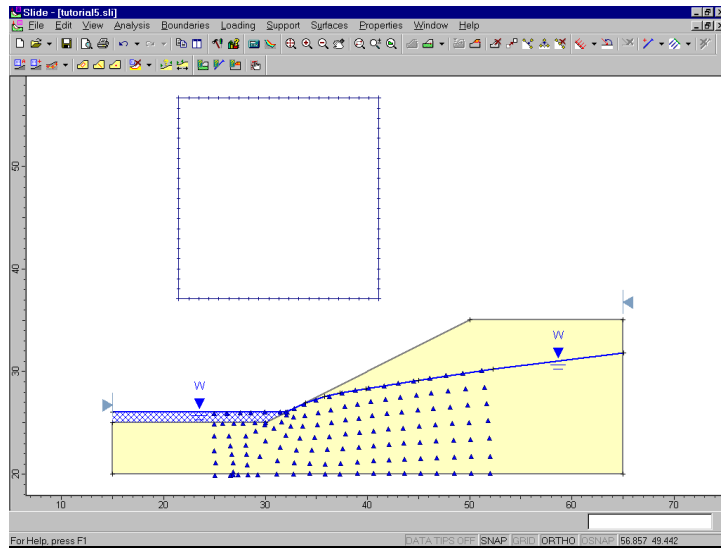 Slide - [tutorial5.sli]
File Edit View Analysis Boundaries Loading Support Surfaces Properties Window Help
50
40
30
20
W
W
10
20
30
40
50
60
70
For Help, press F1
DATA TIPS OFF SNAP GRID ORTHO OSNAP 56.857 49.442